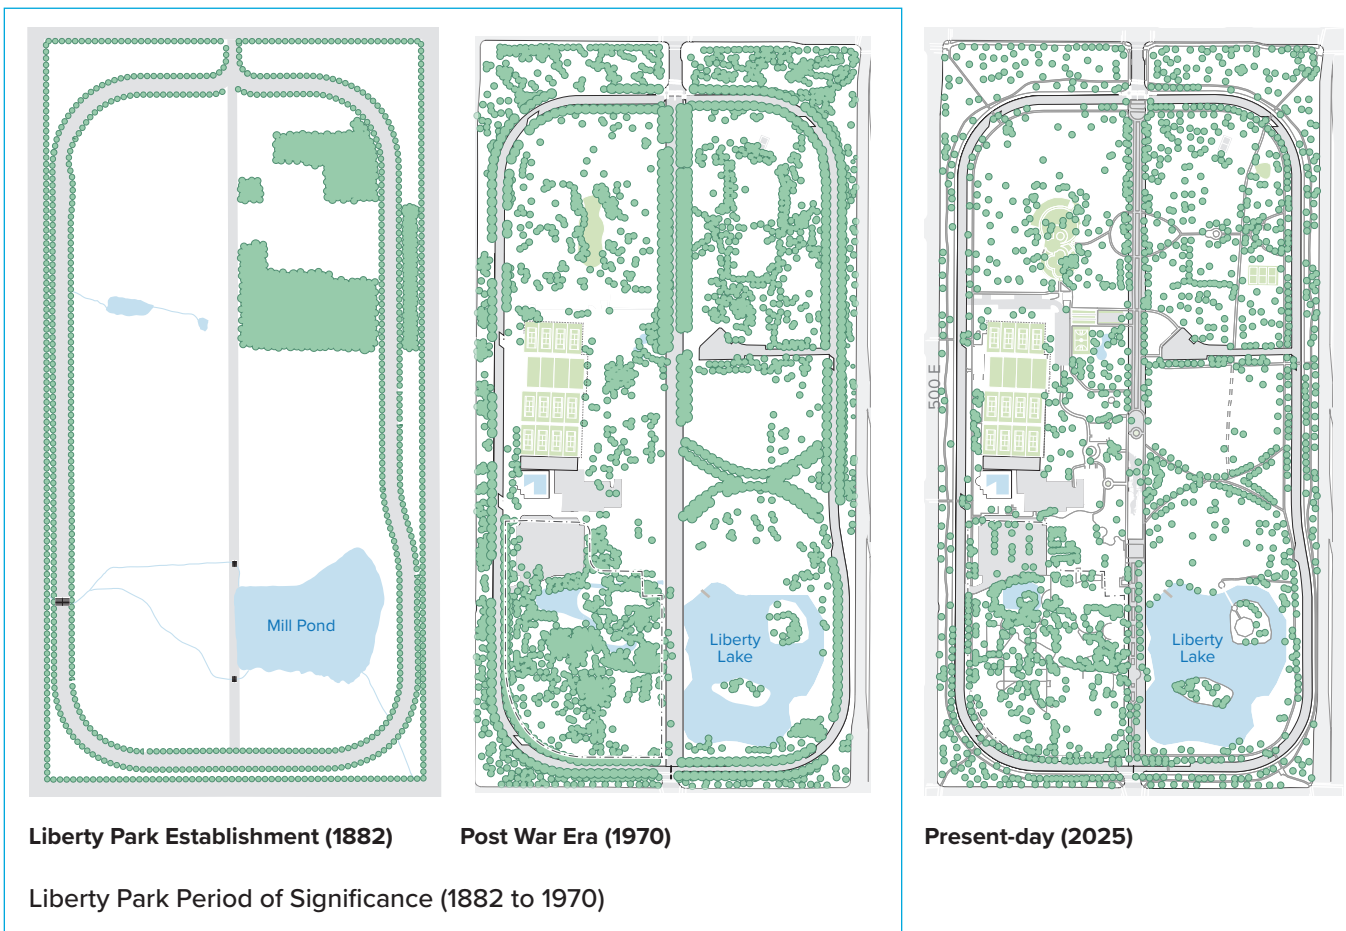 Mill Pond
Liberty
Lake
500 E
Liberty
Lake
Liberty Park Establishment (1882)
Post War Era (1970)
Present-day (2025)
Liberty Park Period of Significance (1882 to 1970)